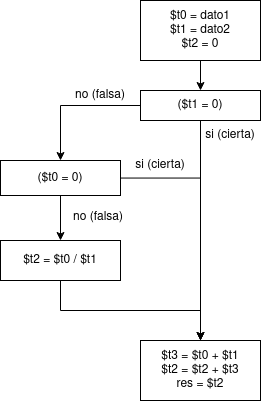 $t0 = dato1
$t1 = dato2
$t2 = 0
no (falsa)
($t1 = 0)
si (cierta)
si (cierta)
($t0 = 0)
no (falsa)
$t2 = $t0 / $t1
$t3 = $t0 + $t1
$t2 = $t2 + $t3
res = $t2